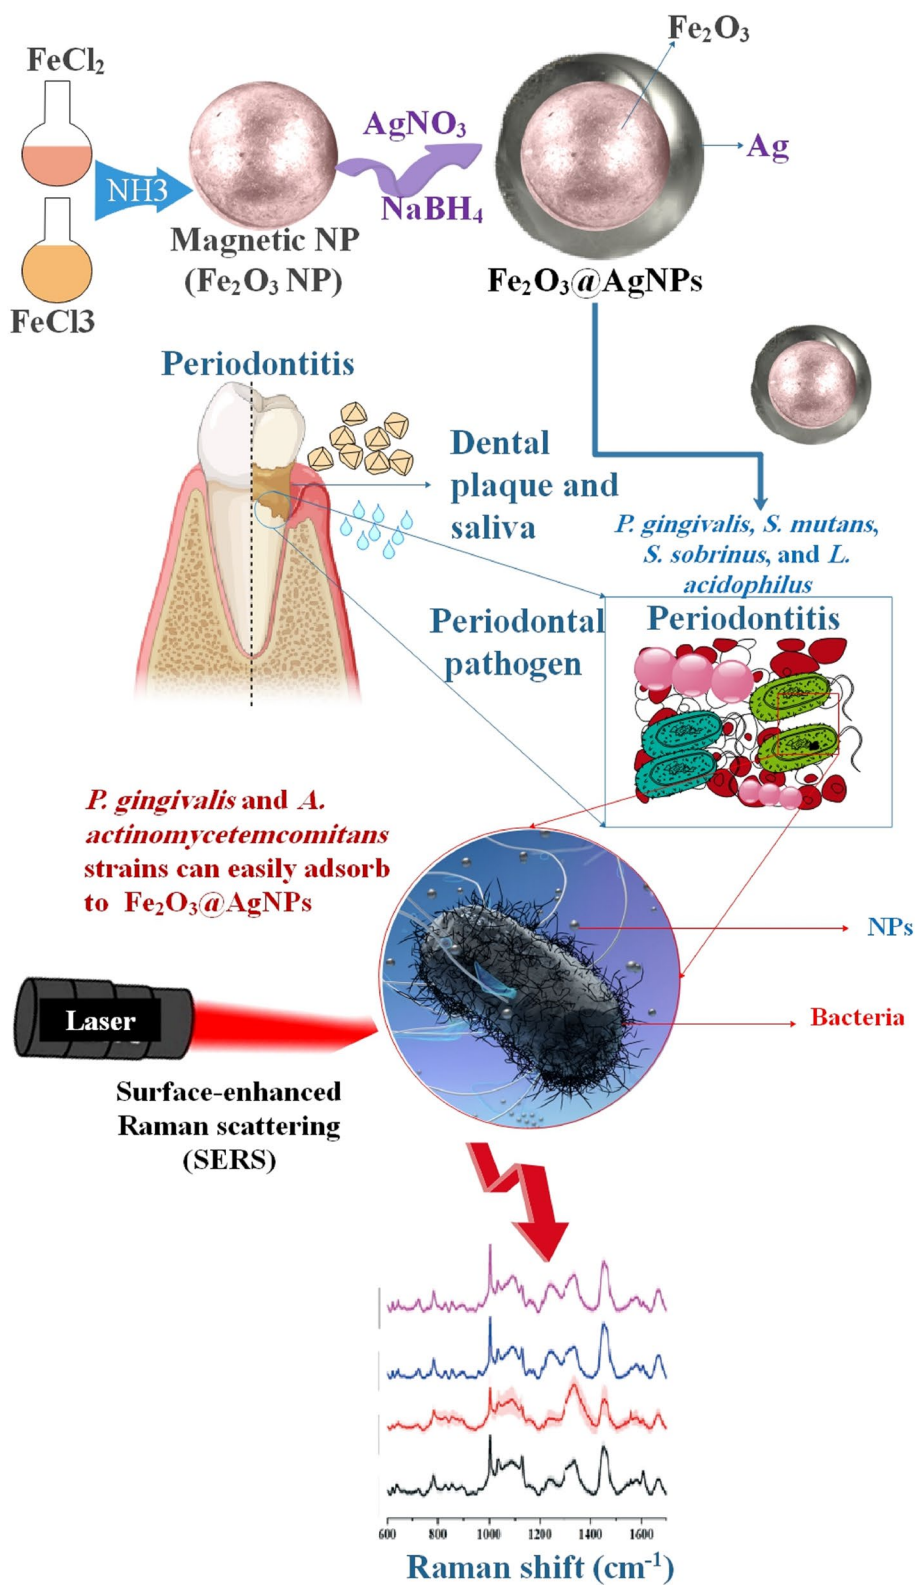 FeCl₂
Fe₂O₃
AgNO₃
Ag
NH3
NaBH₄
Magnetic NP
(Fe₂O₃ NP)
Fe₂O₃@AgNPs
FeCl3
Periodontitis
Dental
plaque and
saliva
P. gingivalis, S. mutans,
S. sobrinus, and L.
acidophilus
Periodontitis
Periodontal
pathogen
P. gingivalis and A.
actinomycetemcomitans
strains can easily adsorb
to Fe₂O₃@AgNPs
NPs
Laser
Bacteria
Surface-enhanced
Raman scattering
(SERS)
600 800 1000 1200 1400 1600
Raman shift (cm⁻¹)